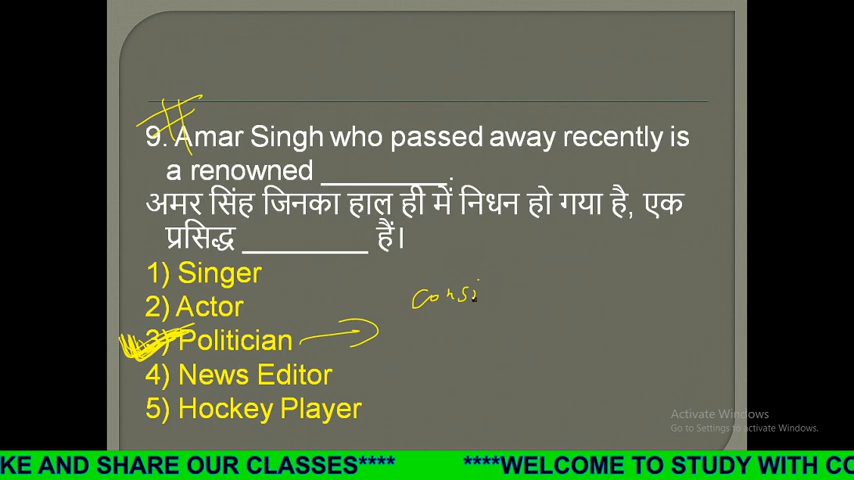 9. Amar Singh who passed away recently is
a renowned ________.
अमर सिंह जिनका हाल ही में निधन हो गया है, एक
प्रसिद्ध ________ हैं।
1) Singer
2) Actor
3) Politician
4) News Editor
5) Hockey Player
consi
Activate Windows
Go to Settings to activate Windows.
KE AND SHARE OUR CLASSES**** ****WELCOME TO STUDY WITH CO